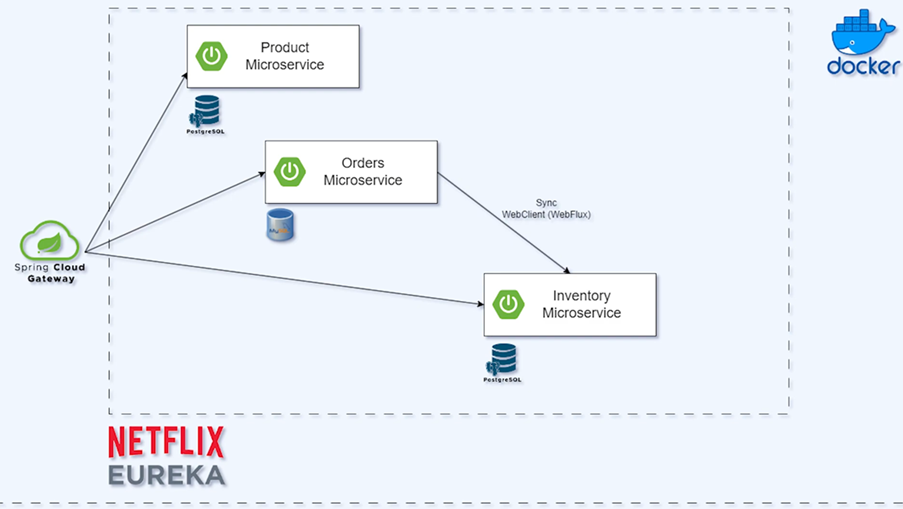 Product
Microservice
docker
PostgreSQL
Orders
Microservice
Sync
WebClient (WebFlux)
Spring Cloud
Gateway
Inventory
Microservice
PostgreSQL
NETFLIX
EUREKA